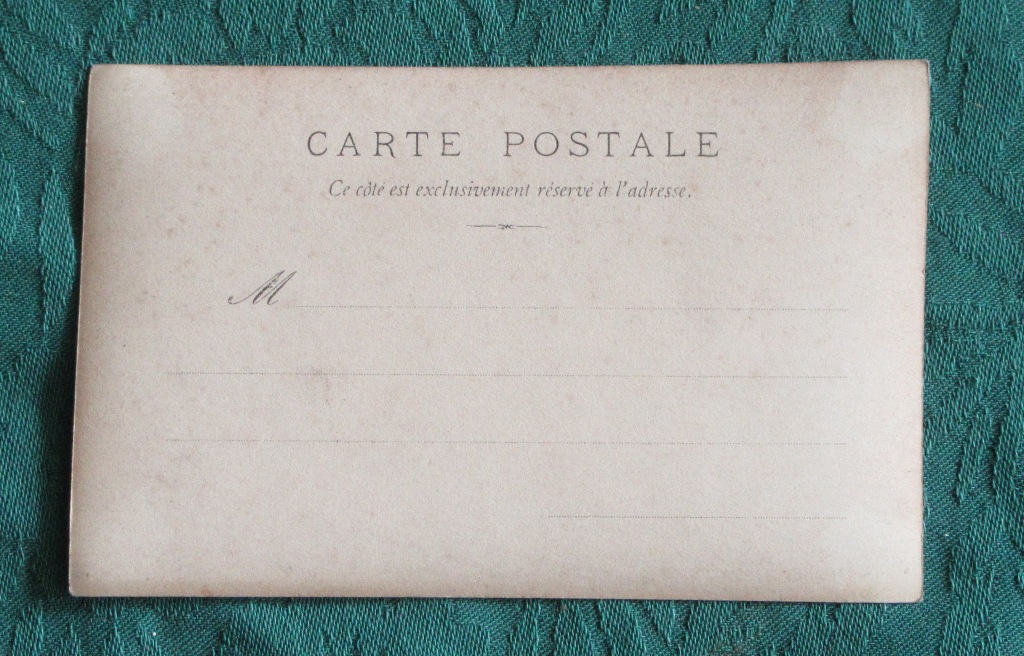 CARTE POSTALE
Ce côté est exclusivement réservé à l'adresse.
M